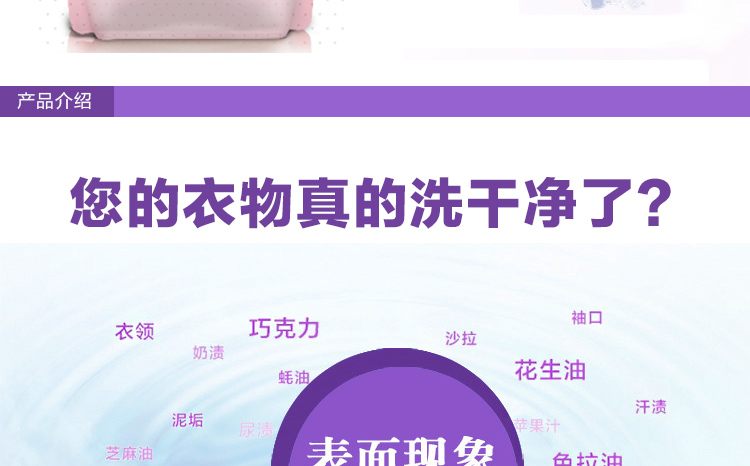 产品介绍
您的衣物真的洗干净了？
袖口
衣领
巧克力
沙拉
奶渍
花生油
蚝油
汗渍
泥垢
尿渍
苹果汁
芝麻油
表面现象
色拉油